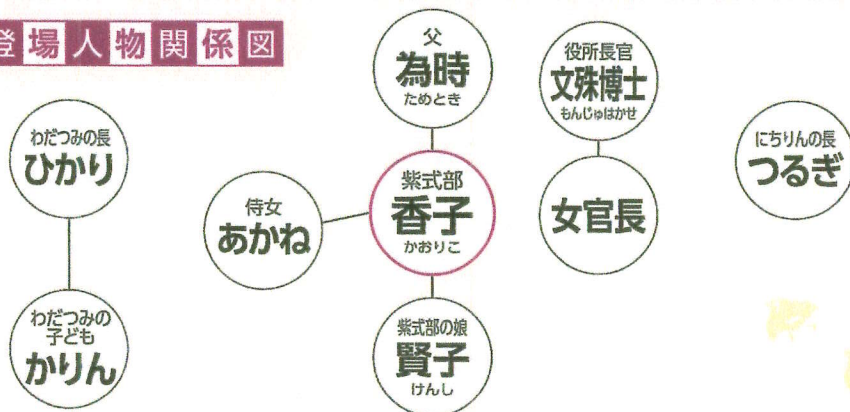 登場人物関係図
父
為時
ためとき
役所長官
文殊博士
もんじゅはかせ
わだつみの長
ひかり
にちりんの長
つるぎ
紫式部
香子
かおりこ
侍女
あかね
女官長
わだつみの
子ども
かりん
紫式部の娘
賢子
けんし